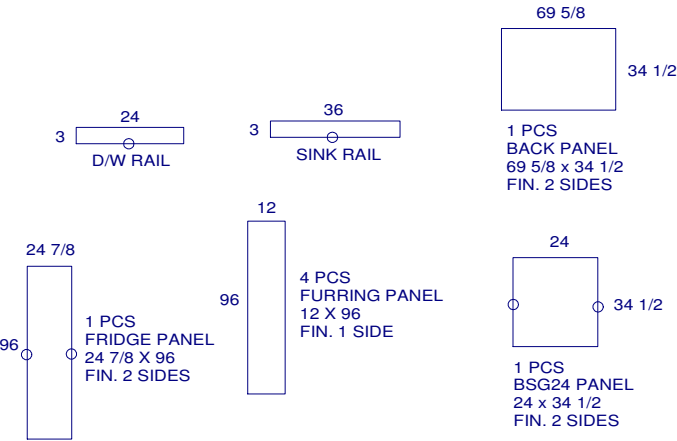 69 5/8
34 1/2
1 PCS
BACK PANEL
69 5/8 x 34 1/2
FIN. 2 SIDES
24
3
D/W RAIL
36
3
SINK RAIL
24 7/8
96
1 PCS
FRIDGE PANEL
24 7/8 X 96
FIN. 2 SIDES
12
96
4 PCS
FURRING PANEL
12 X 96
FIN. 1 SIDE
24
34 1/2
1 PCS
BSG24 PANEL
24 x 34 1/2
FIN. 2 SIDES